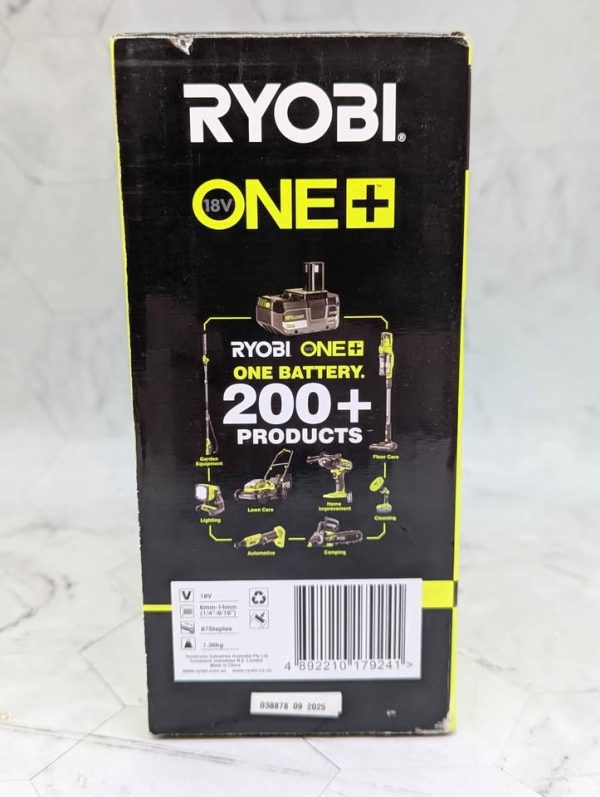 RYOBI®
18V ONE+™
RYOBI ONE+
ONE BATTERY.
200+
PRODUCTS
Garden
Equipment
Floor Care
Lighting
Lawn Care
Home
Improvement
Cleaning
Automotive
Camping
V 18V
6mm-14mm
(1/4"-9/16")
87Staples
1.36kg
Techtronic Industries Australia Pty Ltd.
Techtronic Industries N.Z. Limited
Made in China
www.ryobi.com.au www.ryobi.co.nz
4 892210 179241 >
038878 09 2025